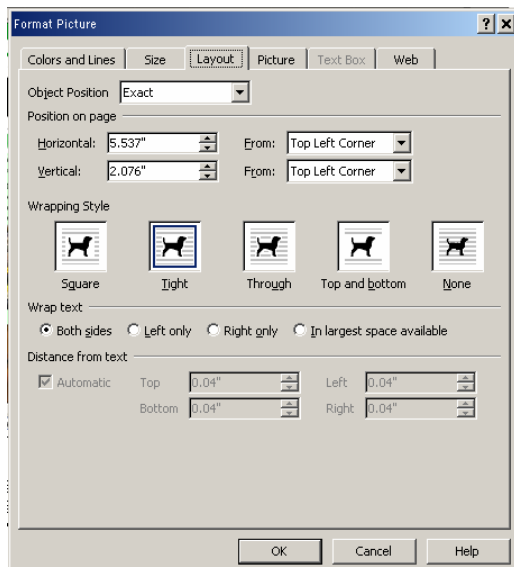 Format Picture
Colors and Lines Size Layout Picture Text Box Web
Object Position Exact
Position on page
Horizontal: 5.537" From: Top Left Corner
Vertical: 2.076" From: Top Left Corner
Wrapping Style
Square Tight Through Top and bottom None
Wrap text
Both sides Left only Right only In largest space available
Distance from text
Automatic Top 0.04" Left 0.04"
Bottom 0.04" Right 0.04"
OK Cancel Help